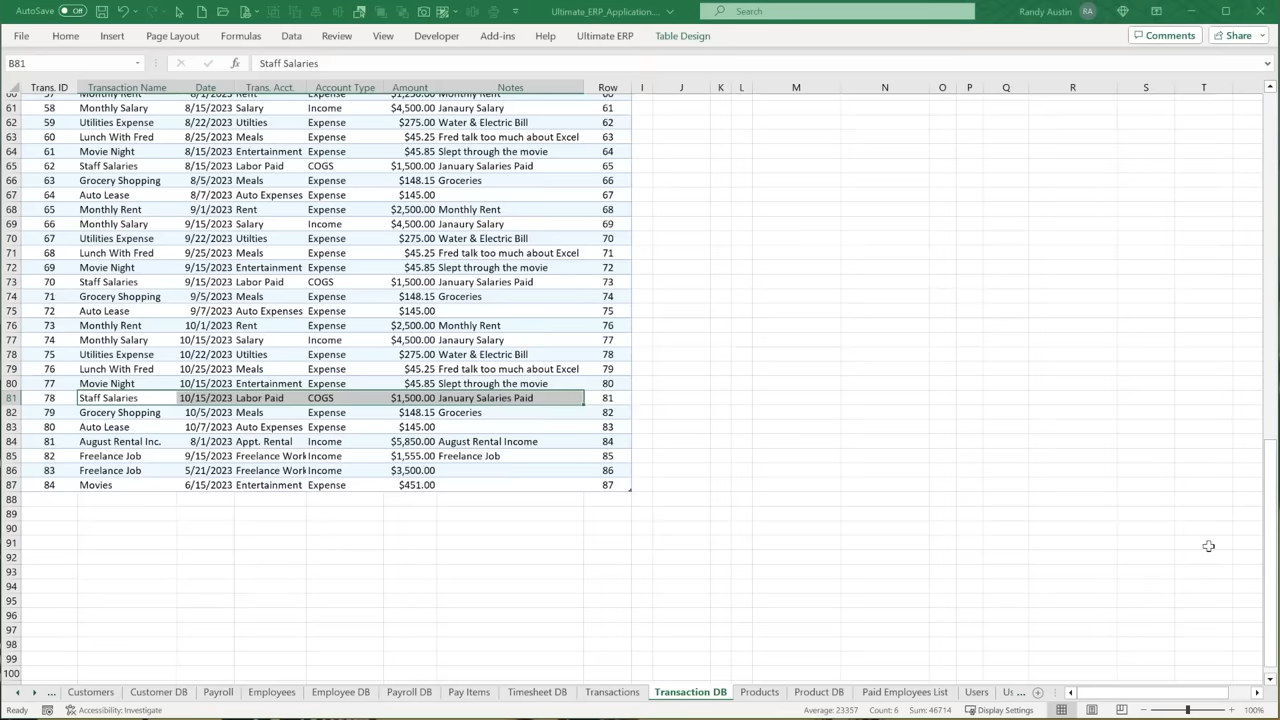 AutoSave Off Ultimate_ERP_Application... Search Randy Austin RA
File Home Insert Page Layout Formulas Data Review View Developer Add-ins Help Ultimate ERP Table Design Comments Share
B81 fx Staff Salaries
Trans. ID Transaction Name Date Trans. Acct. Account Type Amount Notes Row I J K L M N O P Q R S T
61 58 Monthly Salary 8/15/2023 Salary Income $4,500.00 Janaury Salary 61
62 59 Utilities Expense 8/22/2023 Utilties Expense $275.00 Water & Electric Bill 62
63 60 Lunch With Fred 8/25/2023 Meals Expense $45.25 Fred talk too much about Excel 63
64 61 Movie Night 8/15/2023 Entertainment Expense $45.85 Slept through the movie 64
65 62 Staff Salaries 8/15/2023 Labor Paid COGS $1,500.00 January Salaries Paid 65
66 63 Grocery Shopping 8/5/2023 Meals Expense $148.15 Groceries 66
67 64 Auto Lease 8/7/2023 Auto Expenses Expense $145.00 67
68 65 Monthly Rent 9/1/2023 Rent Expense $2,500.00 Monthly Rent 68
69 66 Monthly Salary 9/15/2023 Salary Income $4,500.00 Janaury Salary 69
70 67 Utilities Expense 9/22/2023 Utilties Expense $275.00 Water & Electric Bill 70
71 68 Lunch With Fred 9/25/2023 Meals Expense $45.25 Fred talk too much about Excel 71
72 69 Movie Night 9/15/2023 Entertainment Expense $45.85 Slept through the movie 72
73 70 Staff Salaries 9/15/2023 Labor Paid COGS $1,500.00 January Salaries Paid 73
74 71 Grocery Shopping 9/5/2023 Meals Expense $148.15 Groceries 74
75 72 Auto Lease 9/7/2023 Auto Expenses Expense $145.00 75
76 73 Monthly Rent 10/1/2023 Rent Expense $2,500.00 Monthly Rent 76
77 74 Monthly Salary 10/15/2023 Salary Income $4,500.00 Janaury Salary 77
78 75 Utilities Expense 10/22/2023 Utilties Expense $275.00 Water & Electric Bill 78
79 76 Lunch With Fred 10/25/2023 Meals Expense $45.25 Fred talk too much about Excel 79
80 77 Movie Night 10/15/2023 Entertainment Expense $45.85 Slept through the movie 80
81 78 Staff Salaries 10/15/2023 Labor Paid COGS $1,500.00 January Salaries Paid 81
82 79 Grocery Shopping 10/5/2023 Meals Expense $148.15 Groceries 82
83 80 Auto Lease 10/7/2023 Auto Expenses Expense $145.00 83
84 81 August Rental Inc. 8/1/2023 Appt. Rental Income $5,850.00 August Rental Income 84
85 82 Freelance Job 9/15/2023 Freelance Work Income $1,555.00 Freelance Job 85
86 83 Freelance Job 5/21/2023 Freelance Work Income $3,500.00 86
87 84 Movies 6/15/2023 Entertainment Expense $451.00 87
88
89
90
91
92
93
94
95
96
97
98
99
100
... Customers Customer DB Payroll Employees Employee DB Payroll DB Pay Items Timesheet DB Transactions Transaction DB Products Product DB Paid Employees List Users Us ...
Ready Accessibility: Investigate Average: 23357 Count: 6 Sum: 46714 Display Settings 100%